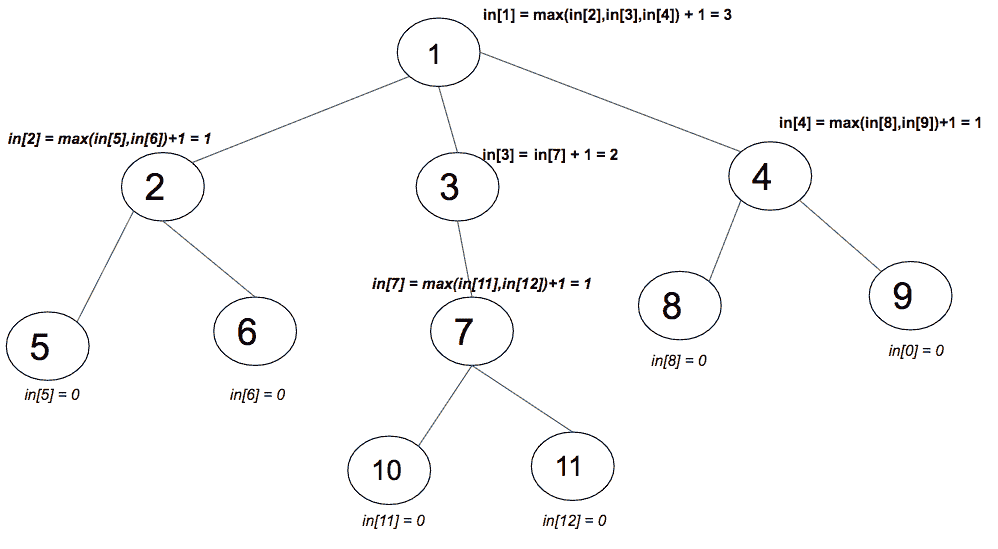 in[1] = max(in[2],in[3],in[4]) + 1 = 3
1
in[2] = max(in[5],in[6])+1 = 1
in[3] = in[7] + 1 = 2
in[4] = max(in[8],in[9])+1 = 1
2
3
4
in[7] = max(in[11],in[12])+1 = 1
5
6
7
8
9
in[5] = 0
in[6] = 0
in[8] = 0
in[0] = 0
10
11
in[11] = 0
in[12] = 0